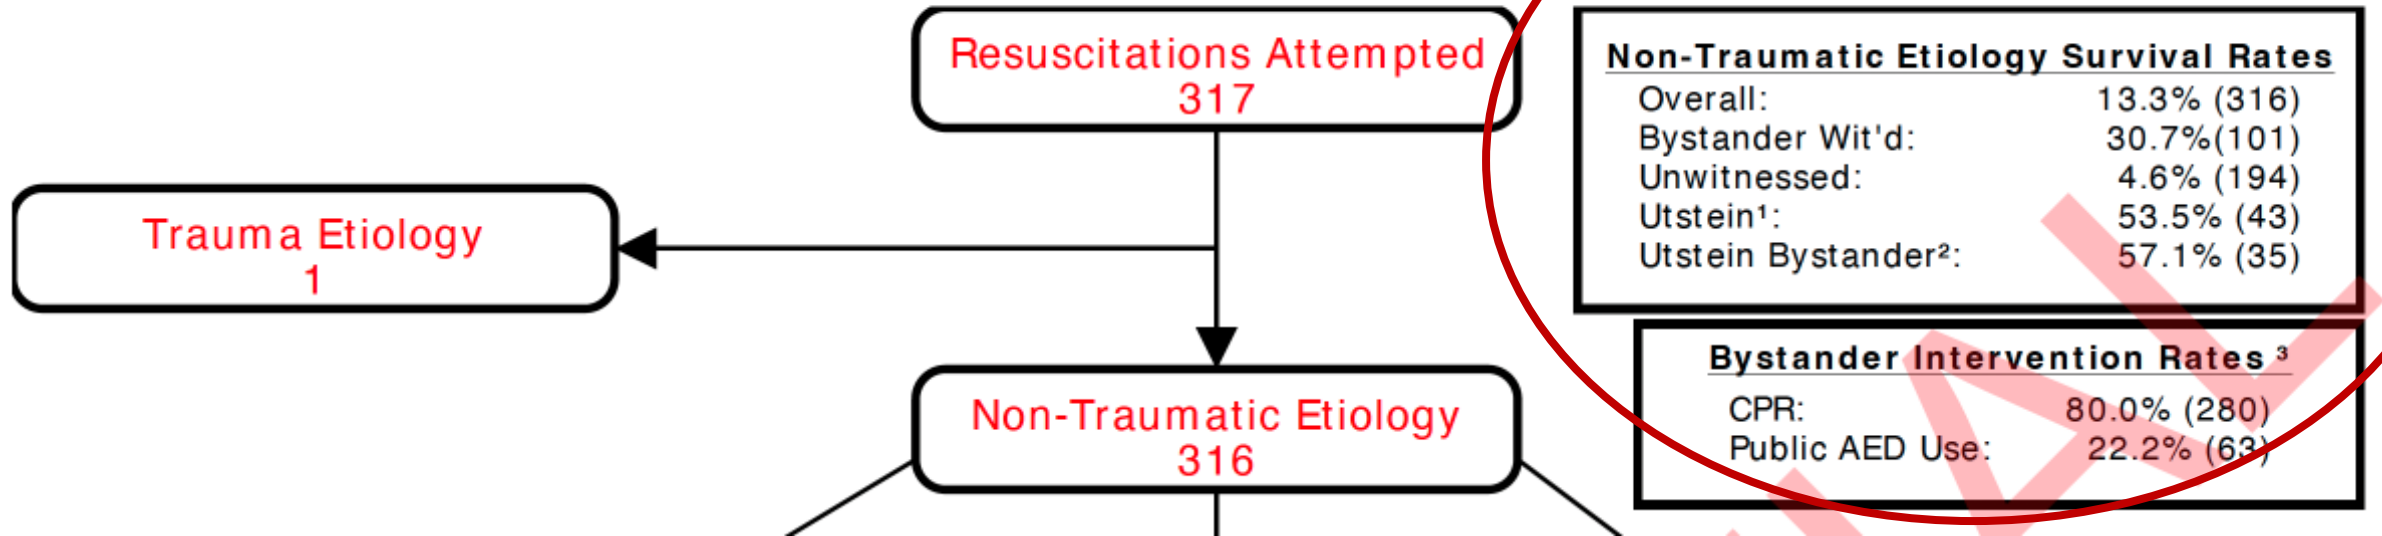 Resuscitations Attempted
317
Trauma Etiology
1
Non-Traumatic Etiology
316
Non-Traumatic Etiology Survival Rates
Overall: 13.3% (316)
Bystander Wit'd: 30.7%(101)
Unwitnessed: 4.6% (194)
Utstein¹: 53.5% (43)
Utstein Bystander²: 57.1% (35)
Bystander Intervention Rates ³
CPR: 80.0% (280)
Public AED Use: 22.2% (63)